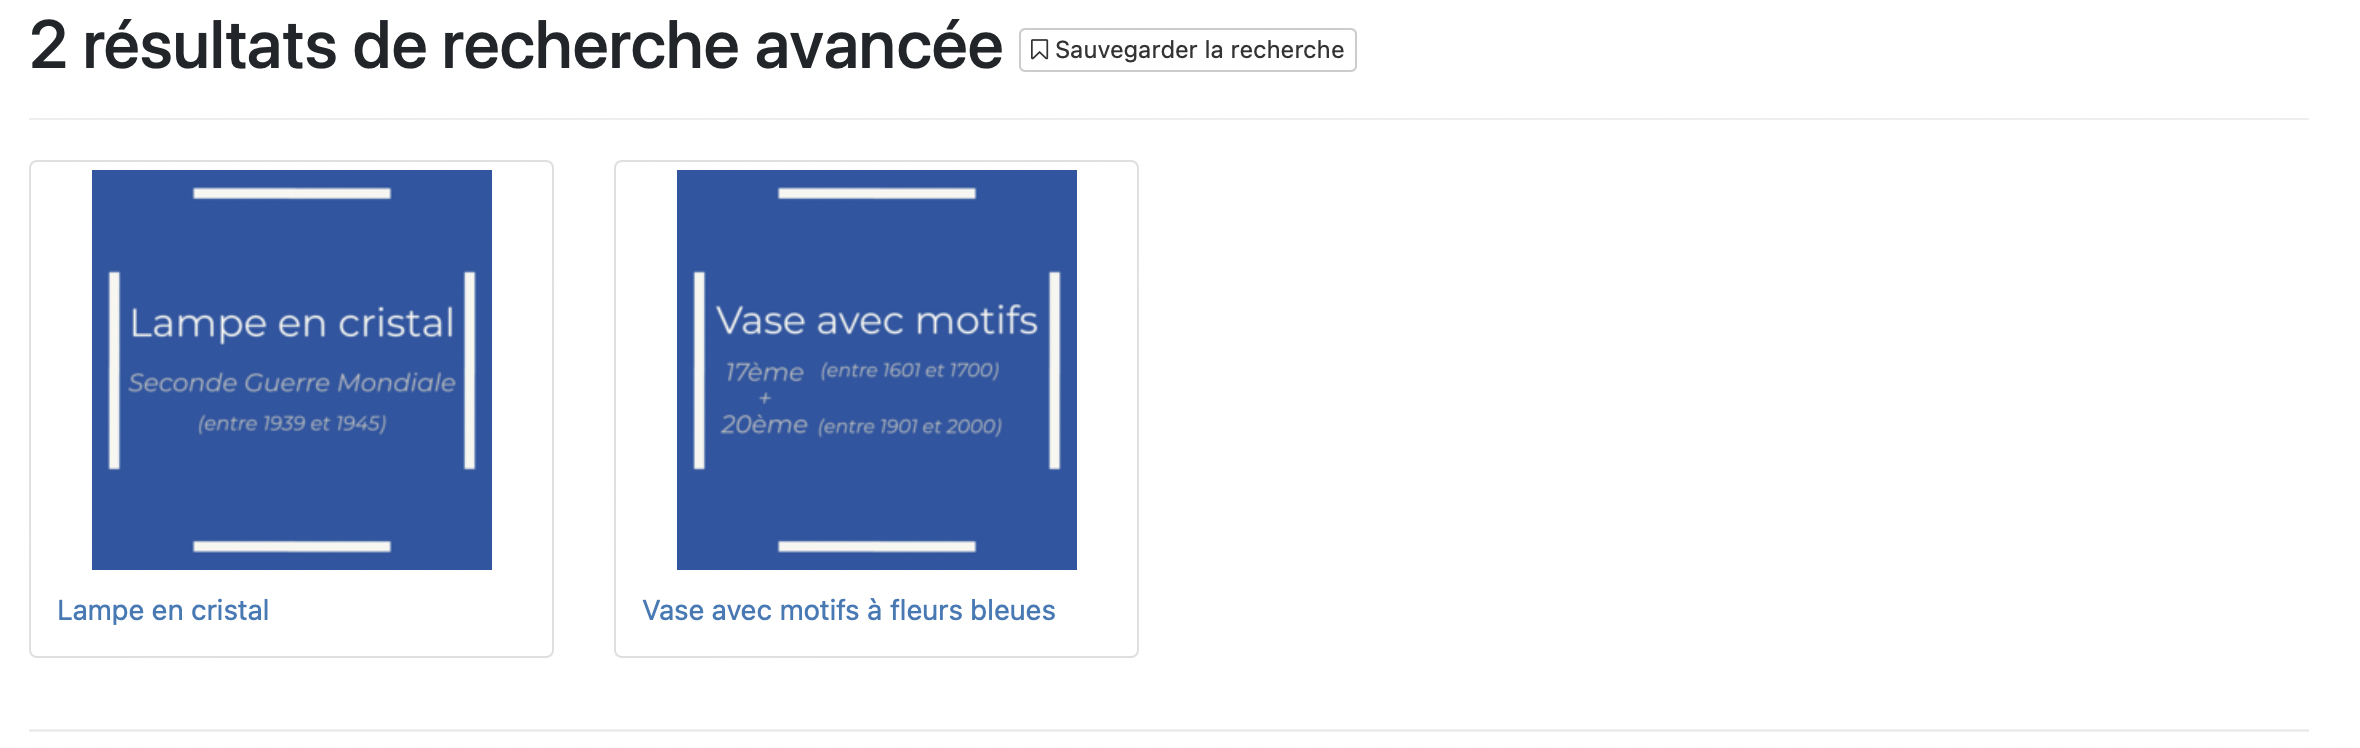 2 résultats de recherche avancée
Sauvegarder la recherche
Lampe en cristal
Seconde Guerre Mondiale
(entre 1939 et 1945)
Lampe en cristal
Vase avec motifs
17ème (entre 1601 et 1700)
+
20ème (entre 1901 et 2000)
Vase avec motifs à fleurs bleues